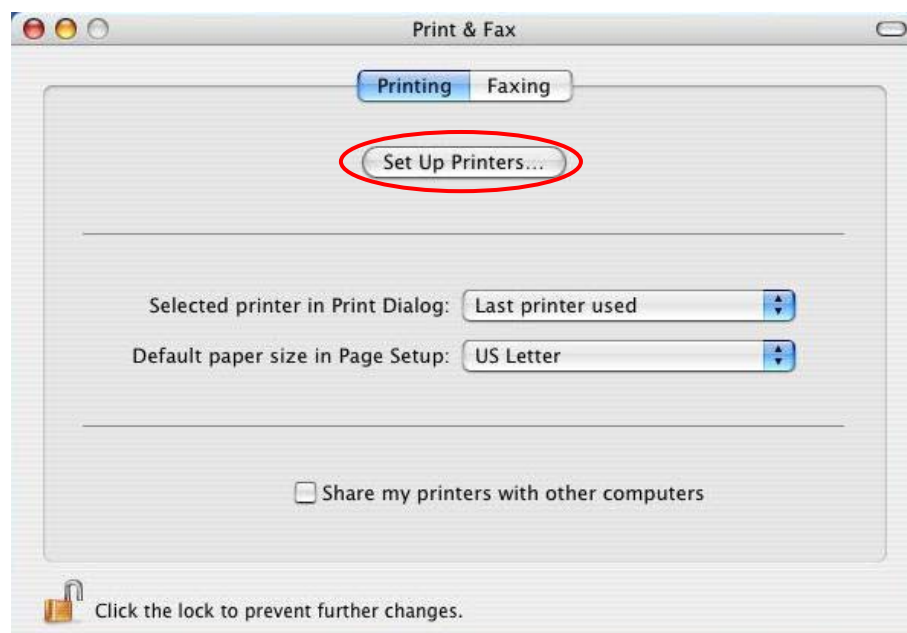 Print & Fax
Printing Faxing
Set Up Printers...
Selected printer in Print Dialog: Last printer used
Default paper size in Page Setup: US Letter
Share my printers with other computers
Click the lock to prevent further changes.